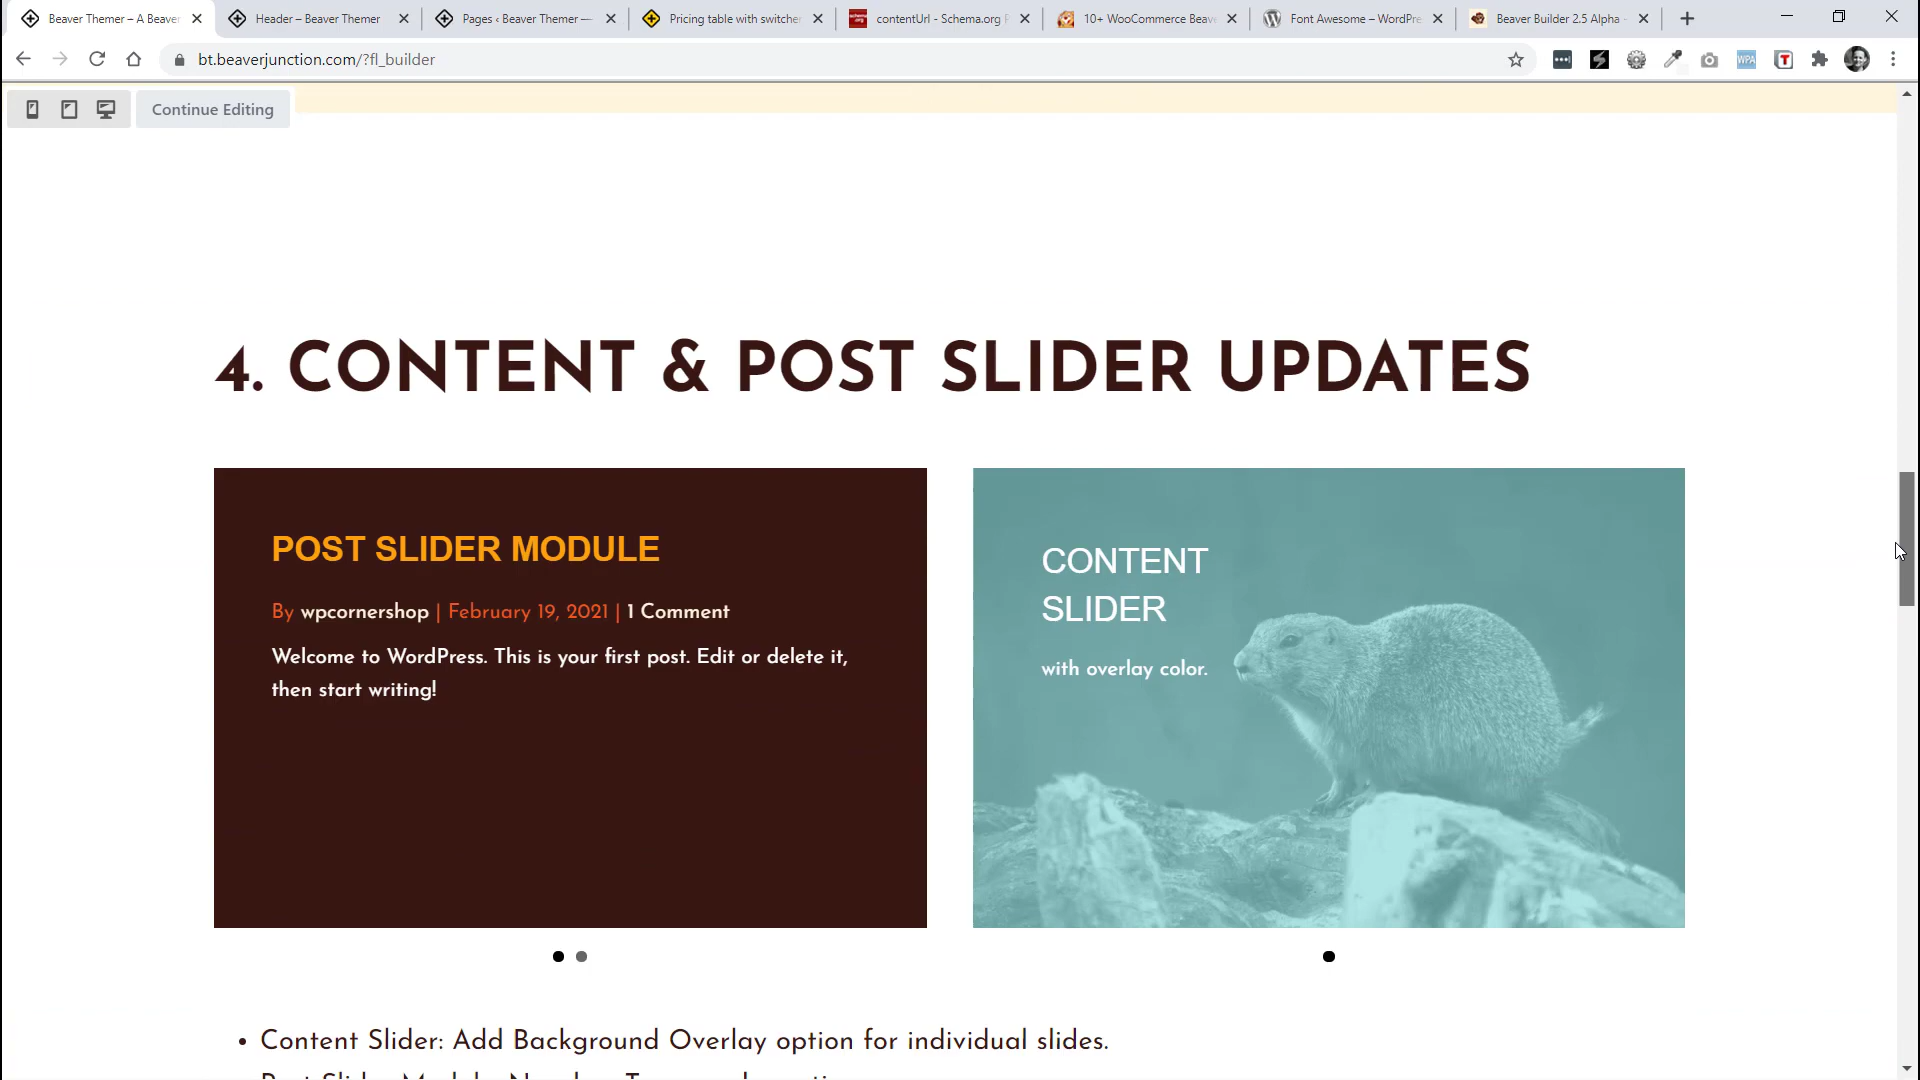 Beaver Themer – A Beaver
Header – Beaver Themer
Pages ‹ Beaver Themer —
Pricing table with switcher
contentUrl - Schema.org P
10+ WooCommerce Beav
Font Awesome – WordPre
Beaver Builder 2.5 Alpha -
bt.beaverjunction.com/?fl_builder
WPA
T
Continue Editing
4. CONTENT & POST SLIDER UPDATES
POST SLIDER MODULE
By wpcornershop | February 19, 2021 | 1 Comment
Welcome to WordPress. This is your first post. Edit or delete it,
then start writing!
CONTENT
SLIDER
with overlay color.
• Content Slider: Add Background Overlay option for individual slides.